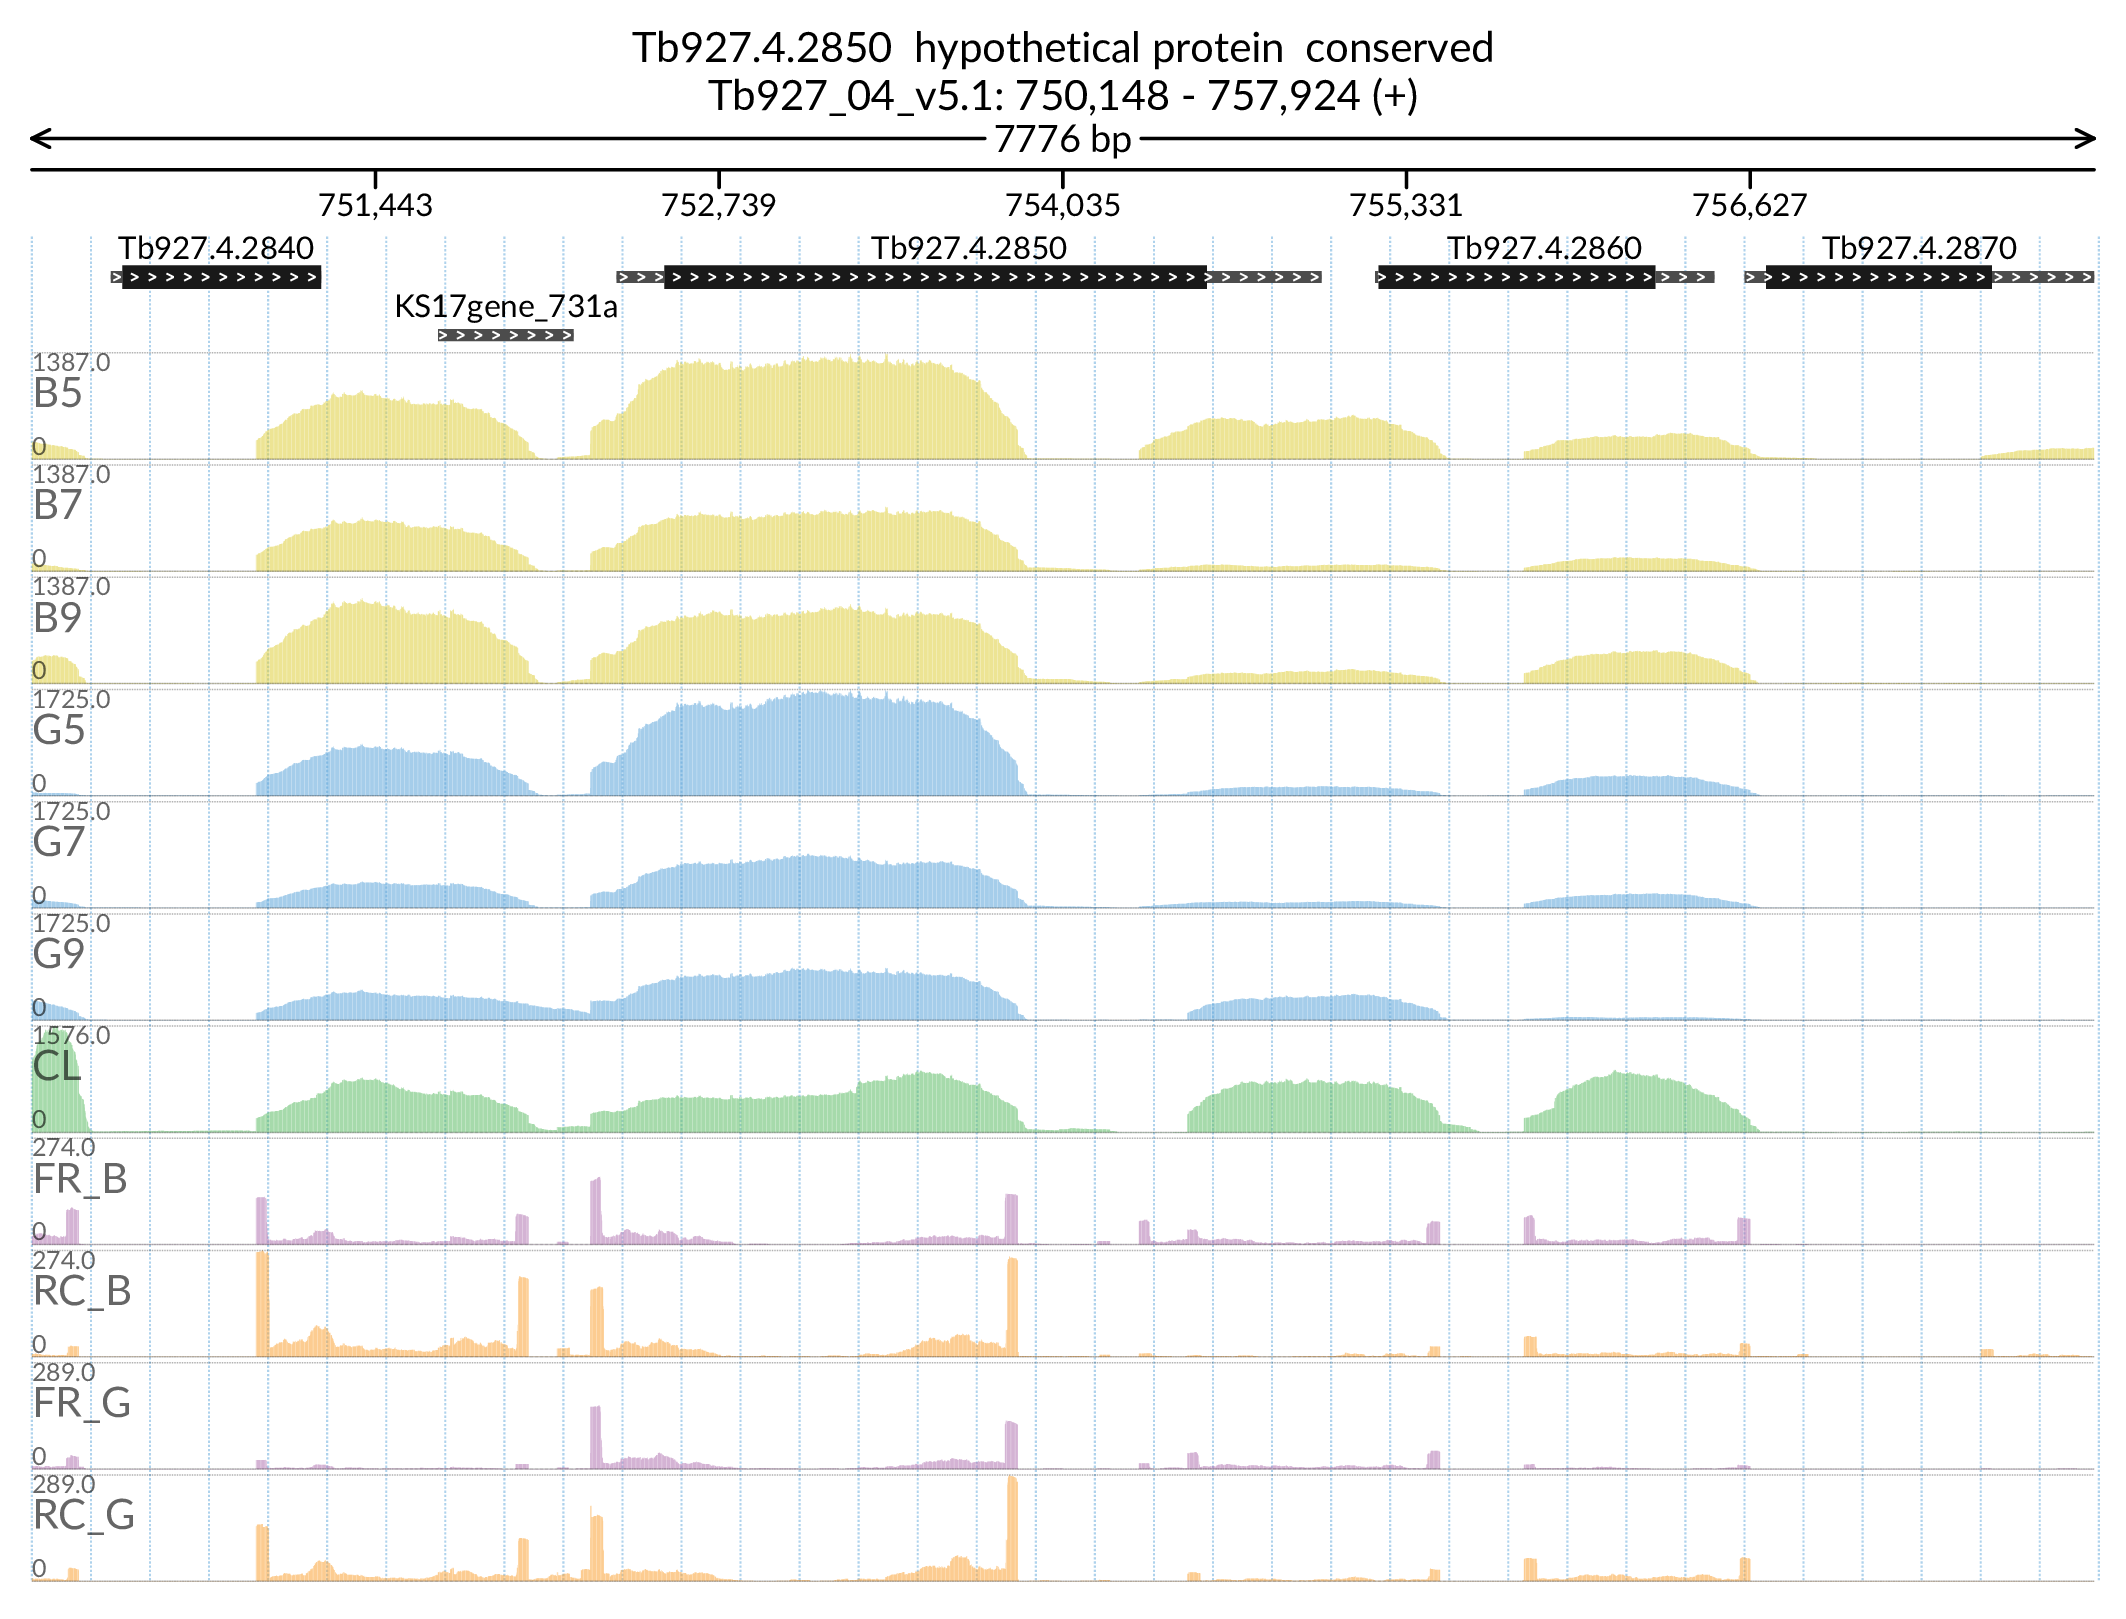 Tb927.4.2850  hypothetical protein  conserved
Tb927_04_v5.1: 750,148 - 757,924 (+)
7776 bp
751,443 752,739 754,035 755,331 756,627
Tb927.4.2840 Tb927.4.2850 Tb927.4.2860 Tb927.4.2870
KS17gene_731a
1387.0
B5
0
1387.0
B7
0
1387.0
B9
0
1725.0
G5
0
1725.0
G7
0
1725.0
G9
0
1576.0
CL
0
274.0
FR_B
0
274.0
RC_B
0
289.0
FR_G
0
289.0
RC_G
0